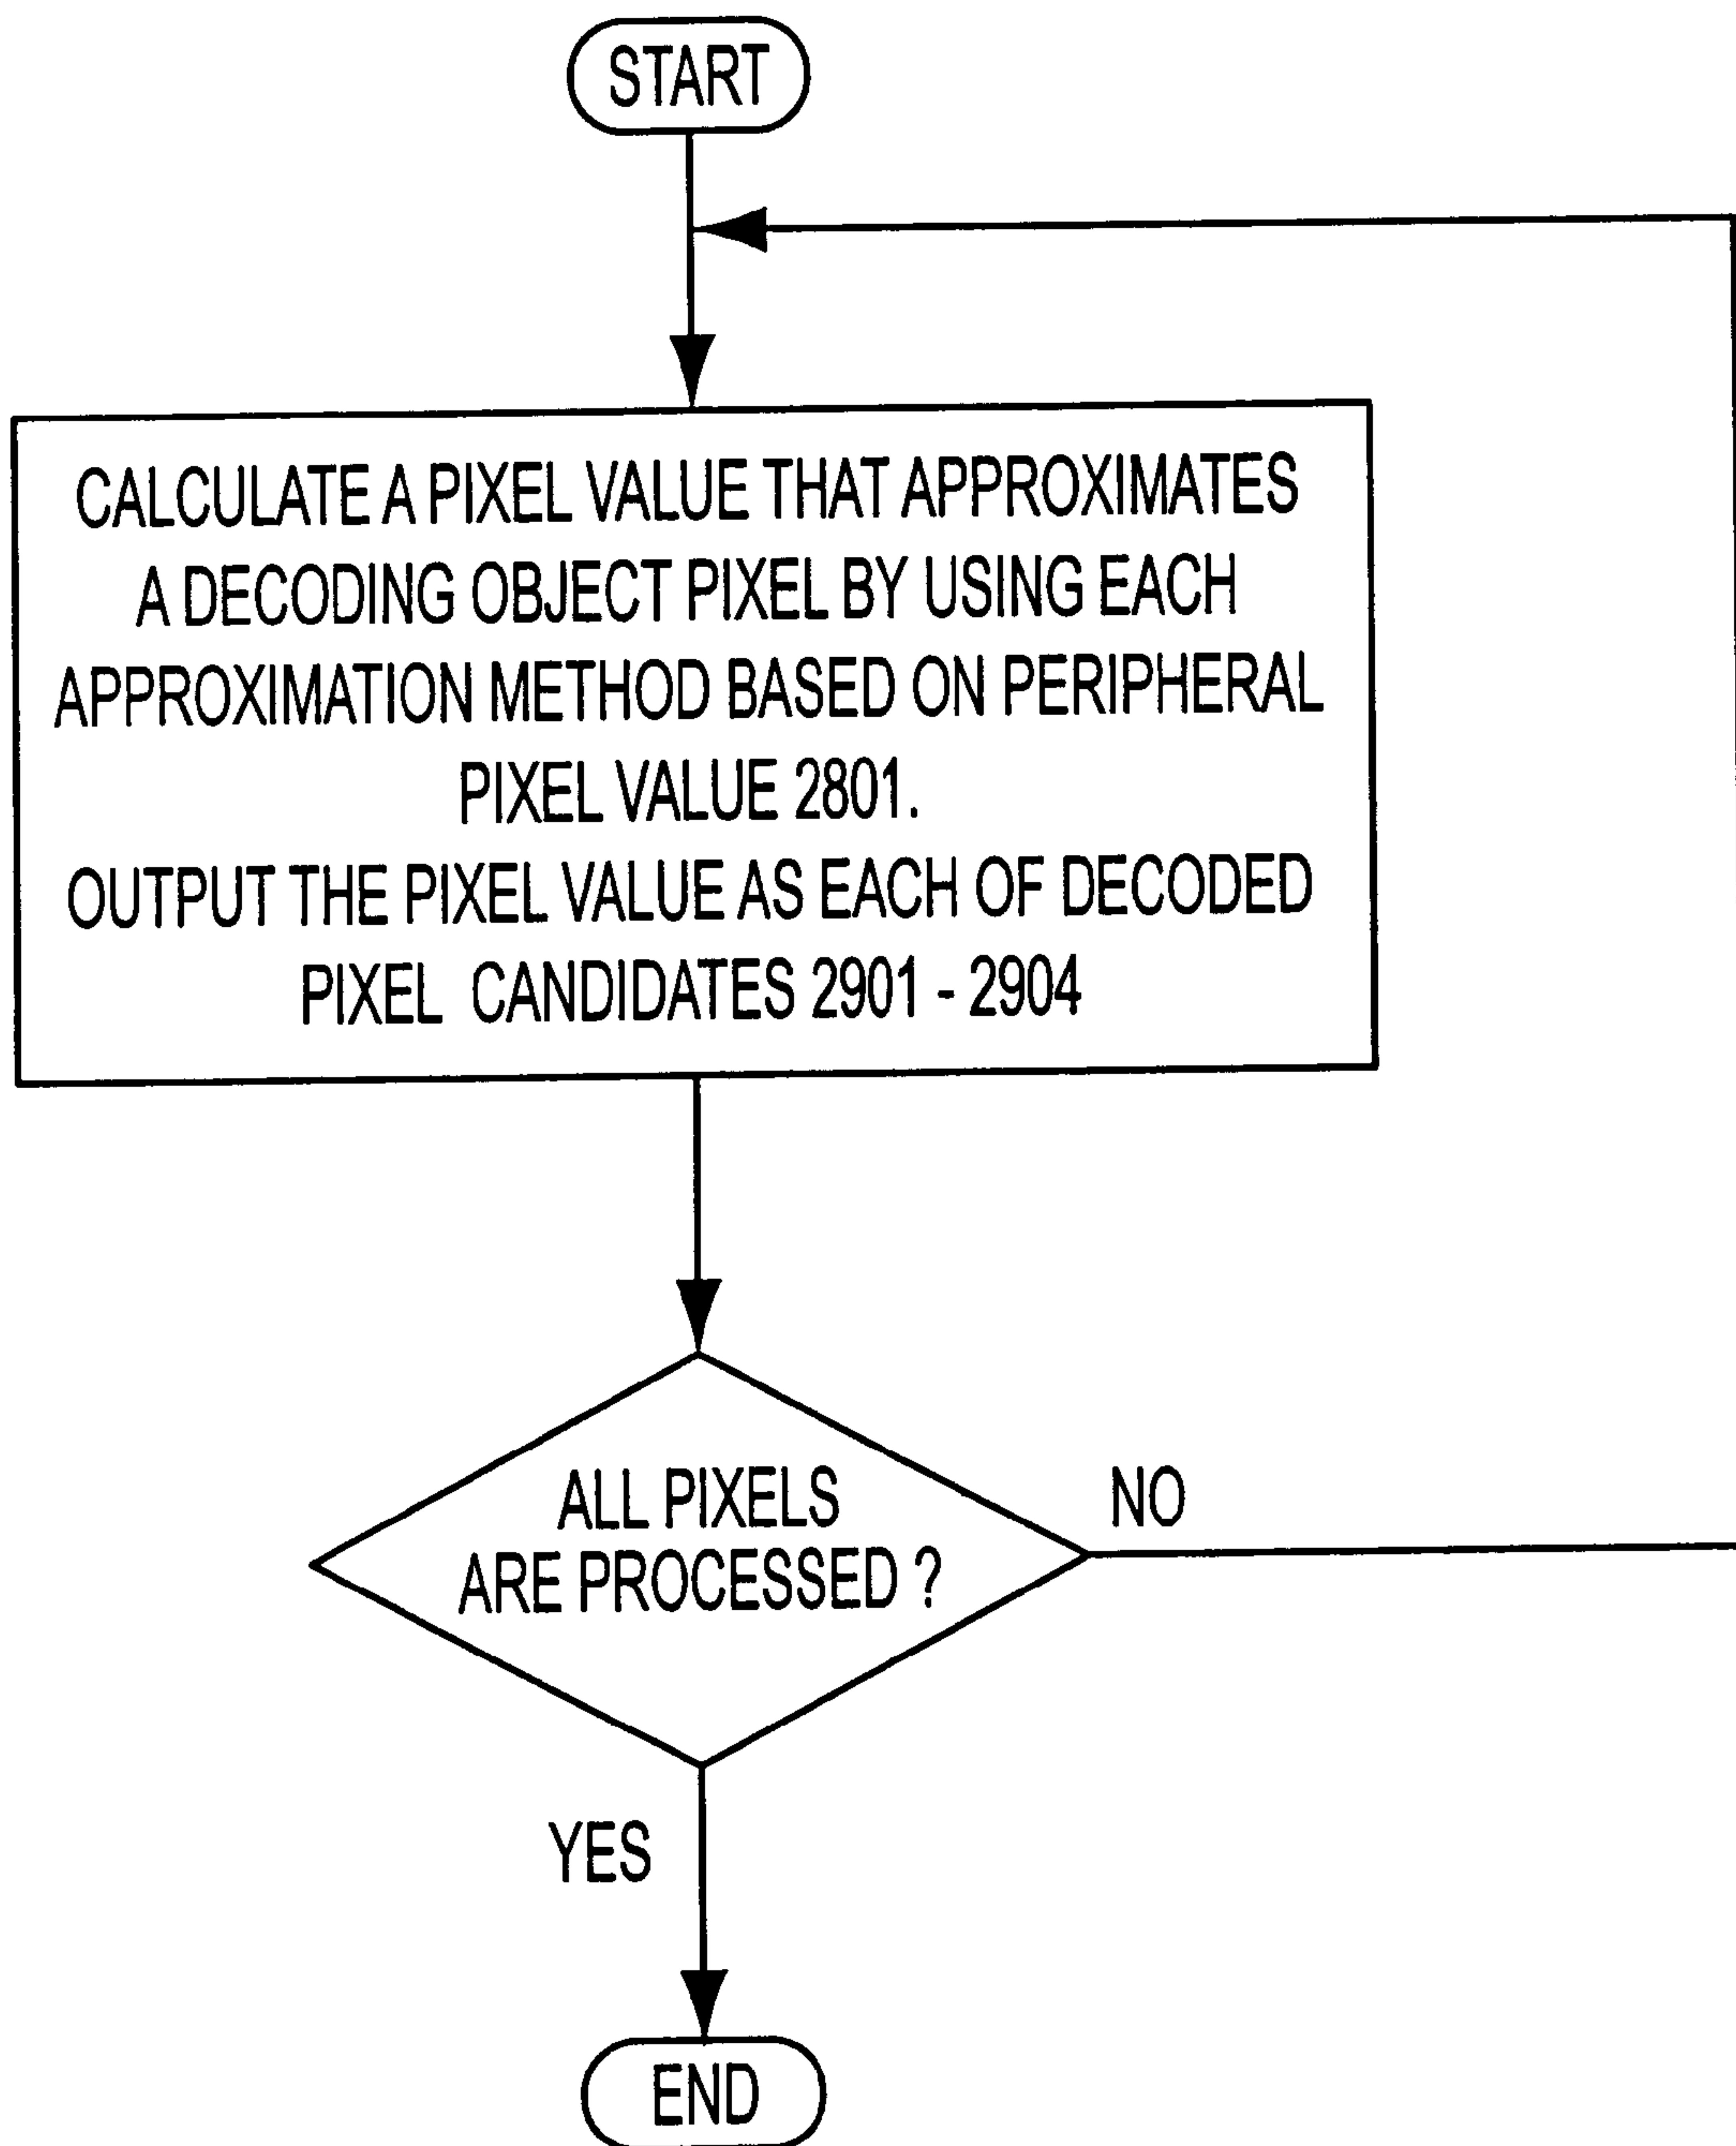 START
CALCULATE A PIXEL VALUE THAT APPROXIMATES
A DECODING OBJECT PIXEL BY USING EACH
APPROXIMATION METHOD BASED ON PERIPHERAL
PIXEL VALUE 2801.
OUTPUT THE PIXEL VALUE AS EACH OF DECODED
PIXEL CANDIDATES 2901 - 2904
ALL PIXELS
ARE PROCESSED ?
NO
YES
END